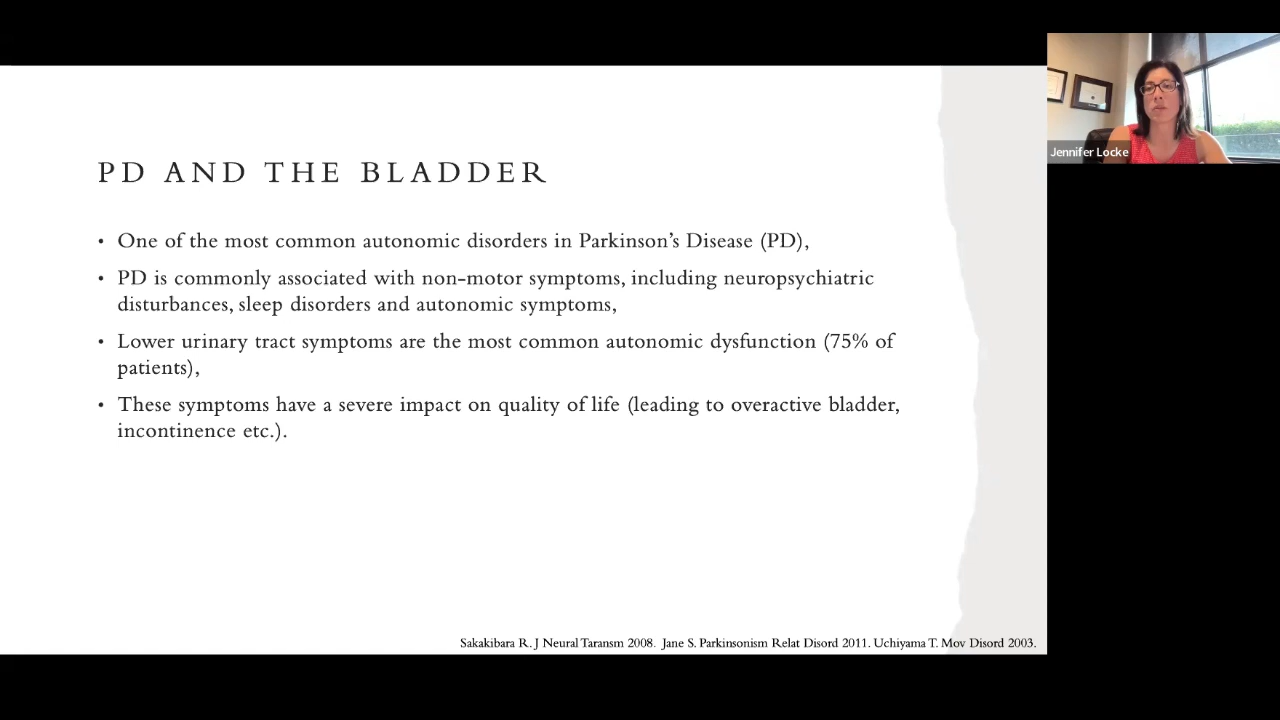 PD AND THE BLADDER
• One of the most common autonomic disorders in Parkinson's Disease (PD),
• PD is commonly associated with non-motor symptoms, including neuropsychiatric
disturbances, sleep disorders and autonomic symptoms,
• Lower urinary tract symptoms are the most common autonomic dysfunction (75% of
patients),
• These symptoms have a severe impact on quality of life (leading to overactive bladder,
incontinence etc.).
Sakakibara R. J Neural Taransm 2008. Jane S. Parkinsonism Relat Disord 2011. Uchiyama T. Mov Disord 2003.
Jennifer Locke